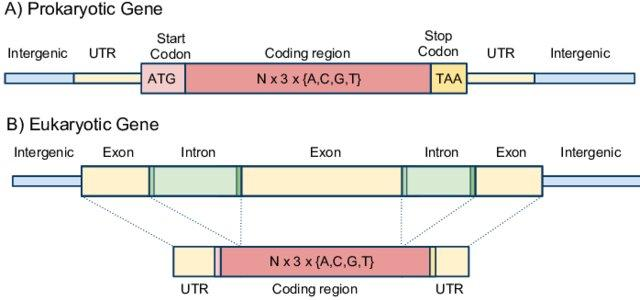 A) Prokaryotic Gene
Intergenic UTR Start Codon Coding region Stop Codon UTR Intergenic
ATG N x 3 x {A,C,G,T} TAA
B) Eukaryotic Gene
Intergenic Exon Intron Exon Intron Exon Intergenic
N x 3 x {A,C,G,T}
UTR Coding region UTR